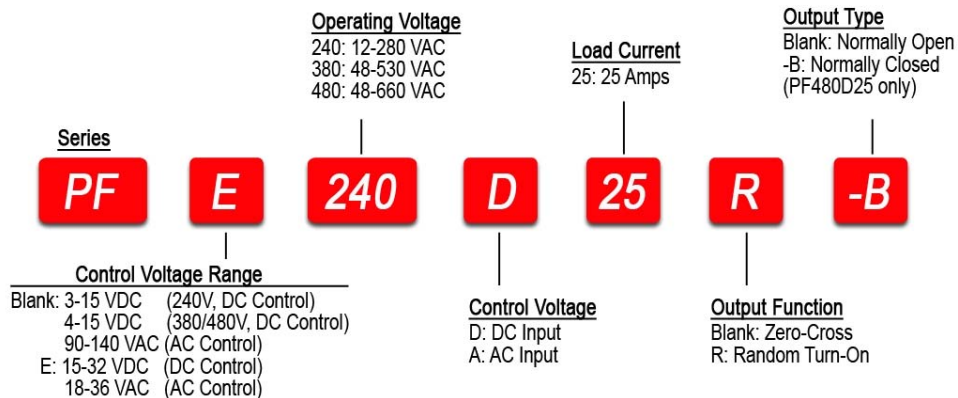 Operating Voltage
240: 12-280 VAC
380: 48-530 VAC
480: 48-660 VAC
Load Current
25: 25 Amps
Output Type
Blank: Normally Open
-B: Normally Closed
(PF480D25 only)
Series
PF E 240 D 25 R -B
Control Voltage Range
Blank: 3-15 VDC (240V, DC Control)
4-15 VDC (380/480V, DC Control)
90-140 VAC (AC Control)
E: 15-32 VDC (DC Control)
18-36 VAC (AC Control)
Control Voltage
D: DC Input
A: AC Input
Output Function
Blank: Zero-Cross
R: Random Turn-On